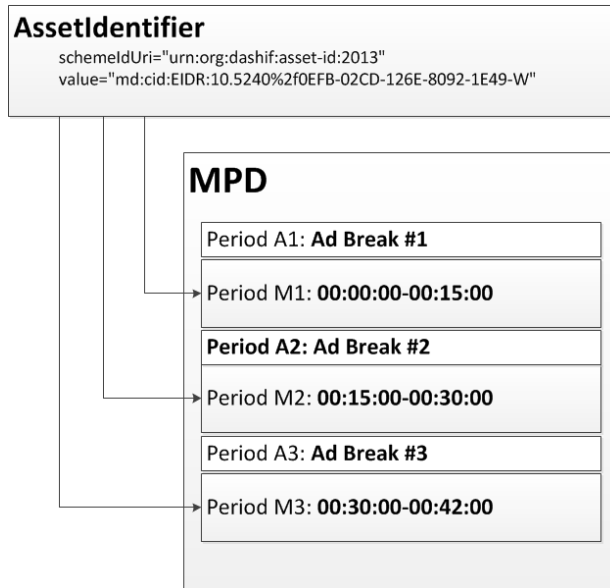 AssetIdentifier
schemeIdUri="urn:org:dashif:asset-id:2013"
value="md:cid:EIDR:10.5240%2f0EFB-02CD-126E-8092-1E49-W"
MPD
Period A1: Ad Break #1
Period M1: 00:00:00-00:15:00
Period A2: Ad Break #2
Period M2: 00:15:00-00:30:00
Period A3: Ad Break #3
Period M3: 00:30:00-00:42:00